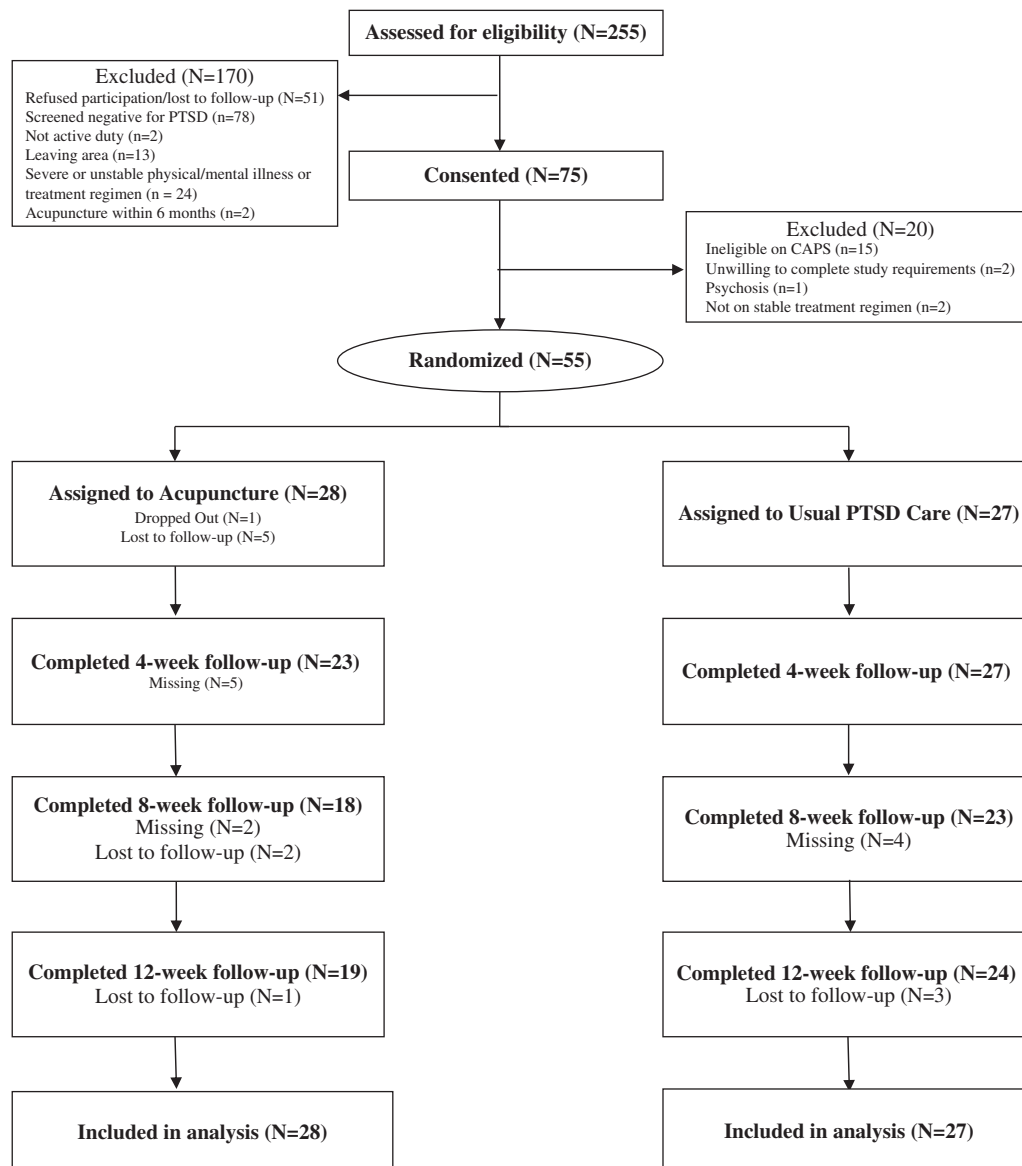 Assessed for eligibility (N=255)
Excluded (N=170)
Refused participation/lost to follow-up (N=51)
Screened negative for PTSD (n=78)
Not active duty (n=2)
Leaving area (n=13)
Severe or unstable physical/mental illness or
treatment regimen (n = 24)
Acupuncture within 6 months (n=2)
Consented (N=75)
Excluded (N=20)
Ineligible on CAPS (n=15)
Unwilling to complete study requirements (n=2)
Psychosis (n=1)
Not on stable treatment regimen (n=2)
Randomized (N=55)
Assigned to Acupuncture (N=28)
Dropped Out (N=1)
Lost to follow-up (N=5)
Assigned to Usual PTSD Care (N=27)
Completed 4-week follow-up (N=23)
Missing (N=5)
Completed 4-week follow-up (N=27)
Completed 8-week follow-up (N=18)
Missing (N=2)
Lost to follow-up (N=2)
Completed 8-week follow-up (N=23)
Missing (N=4)
Completed 12-week follow-up (N=19)
Lost to follow-up (N=1)
Completed 12-week follow-up (N=24)
Lost to follow-up (N=3)
Included in analysis (N=28)
Included in analysis (N=27)